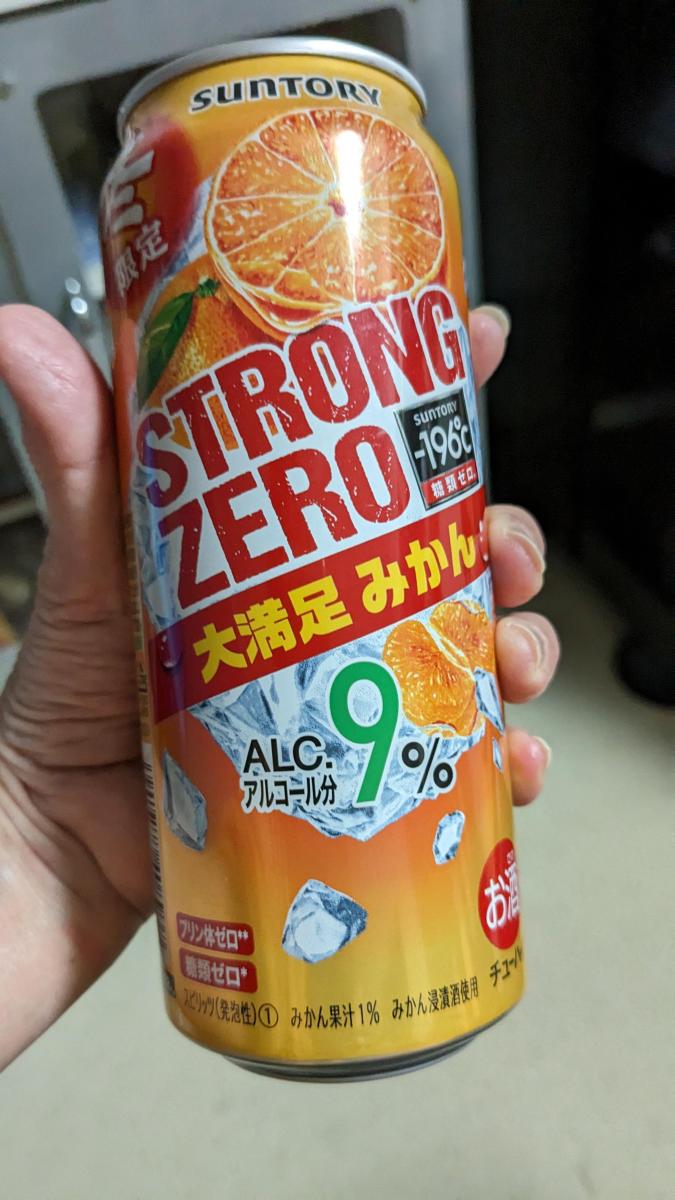 SUNTORY
限定
STRONG
ZERO
SUNTORY
-196℃
糖類ゼロ
大満足 みかん
ALC.
アルコール分
9%
お酒
プリン体ゼロ**
糖類ゼロ*
チューハ
スピリッツ(発泡性)① みかん果汁1% みかん浸漬酒使用